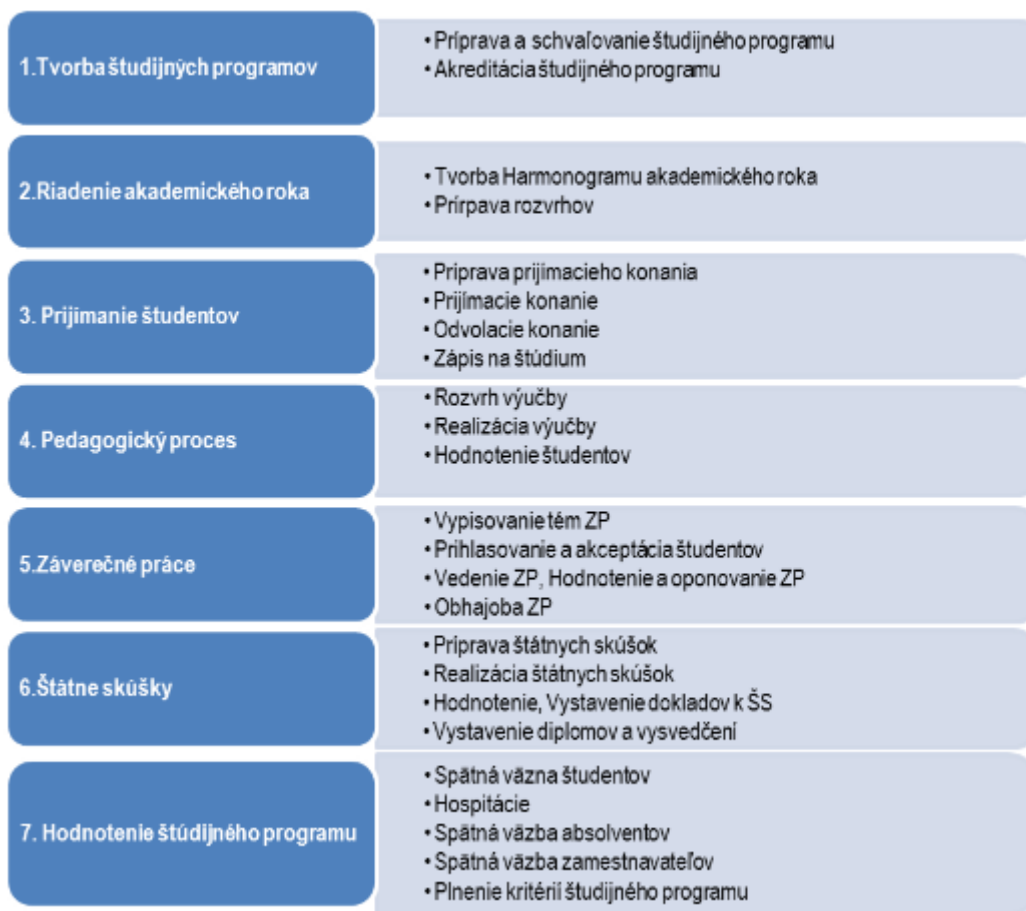 1.Tvorba študijných programov
• Príprava a schvaľovanie študijného programu
• Akreditácia študijného programu
2.Riadenie akademického roka
• Tvorba Harmonogramu akademického roka
• Prírpava rozvrhov
3. Prijímanie študentov
• Príprava prijímacieho konania
• Prijímacie konanie
• Odvolacie konanie
• Zápis na štúdium
4. Pedagogický proces
• Rozvrh výučby
• Realizácia výučby
• Hodnotenie študentov
5.Záverečné práce
• Vypisovanie tém ZP
• Prihlasovanie a akceptácia študentov
• Vedenie ZP, Hodnotenie a oponovanie ZP
• Obhajoba ZP
6.Štátne skúšky
• Príprava štátnych skúšok
• Realizácia štátnych skúšok
• Hodnotenie, Vystavenie dokladov k ŠS
• Vystavenie diplomov a vysvedčení
7. Hodnotenie štúdijného programu
• Spätná väzna študentov
• Hospitácie
• Spätná väzba absolventov
• Spätná väzba zamestnavateľov
• Plnenie kritérií študijného programu